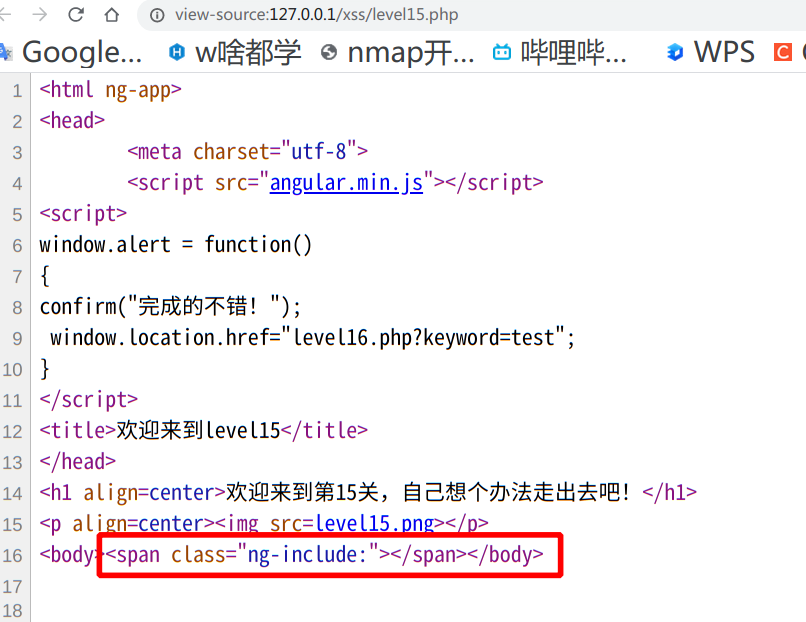 view-source:127.0.0.1/xss/level15.php
Google... w啥都学 nmap开... 哔哩哔... WPS C
1 <html ng-app>
2 <head>
3 <meta charset="utf-8">
4 <script src="angular.min.js"></script>
5 <script>
6 window.alert = function()
7 {
8 confirm("完成的不错！");
9 window.location.href="level16.php?keyword=test";
10 }
11 </script>
12 <title>欢迎来到level15</title>
13 </head>
14 <h1 align=center>欢迎来到第15关，自己想个办法走出去吧！</h1>
15 <p align=center><img src=level15.png></p>
16 <body><span class="ng-include:"></span></body>
17
18